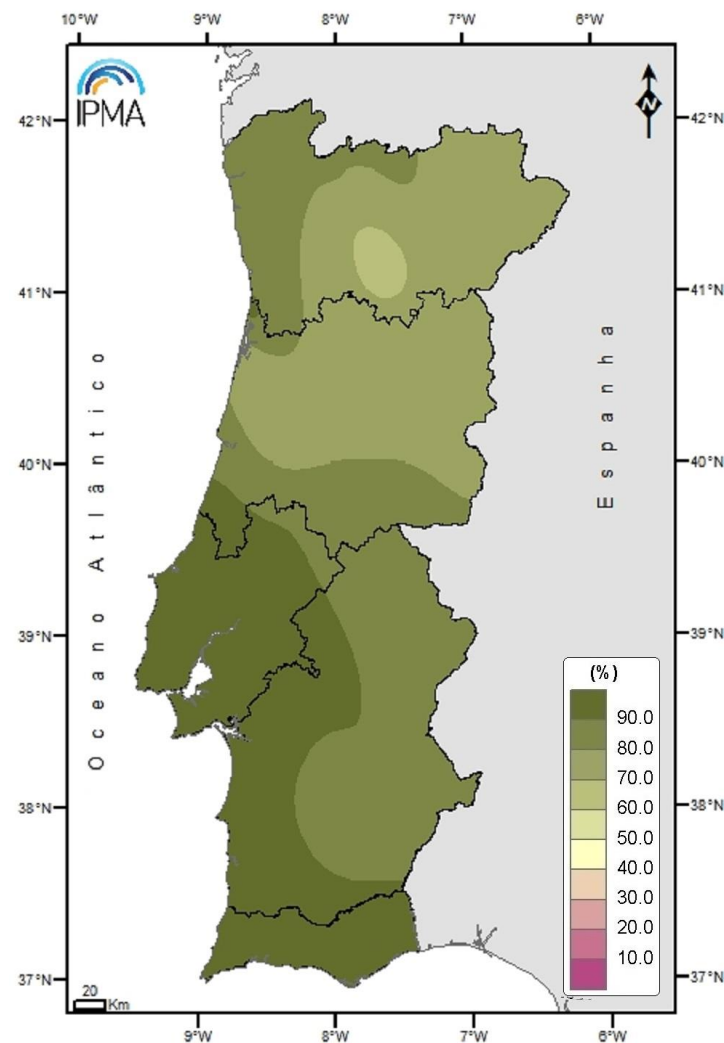 10°W 9°W 8°W 7°W 6°W
IPMA
N
42°N 42°N
41°N 41°N
Oceano Atlântico
Espanha
40°N 40°N
39°N 39°N
(%)
90.0
80.0
70.0
60.0
50.0
40.0
30.0
20.0
10.0
38°N 38°N
37°N 37°N
20
Km
9°W 8°W 7°W 6°W